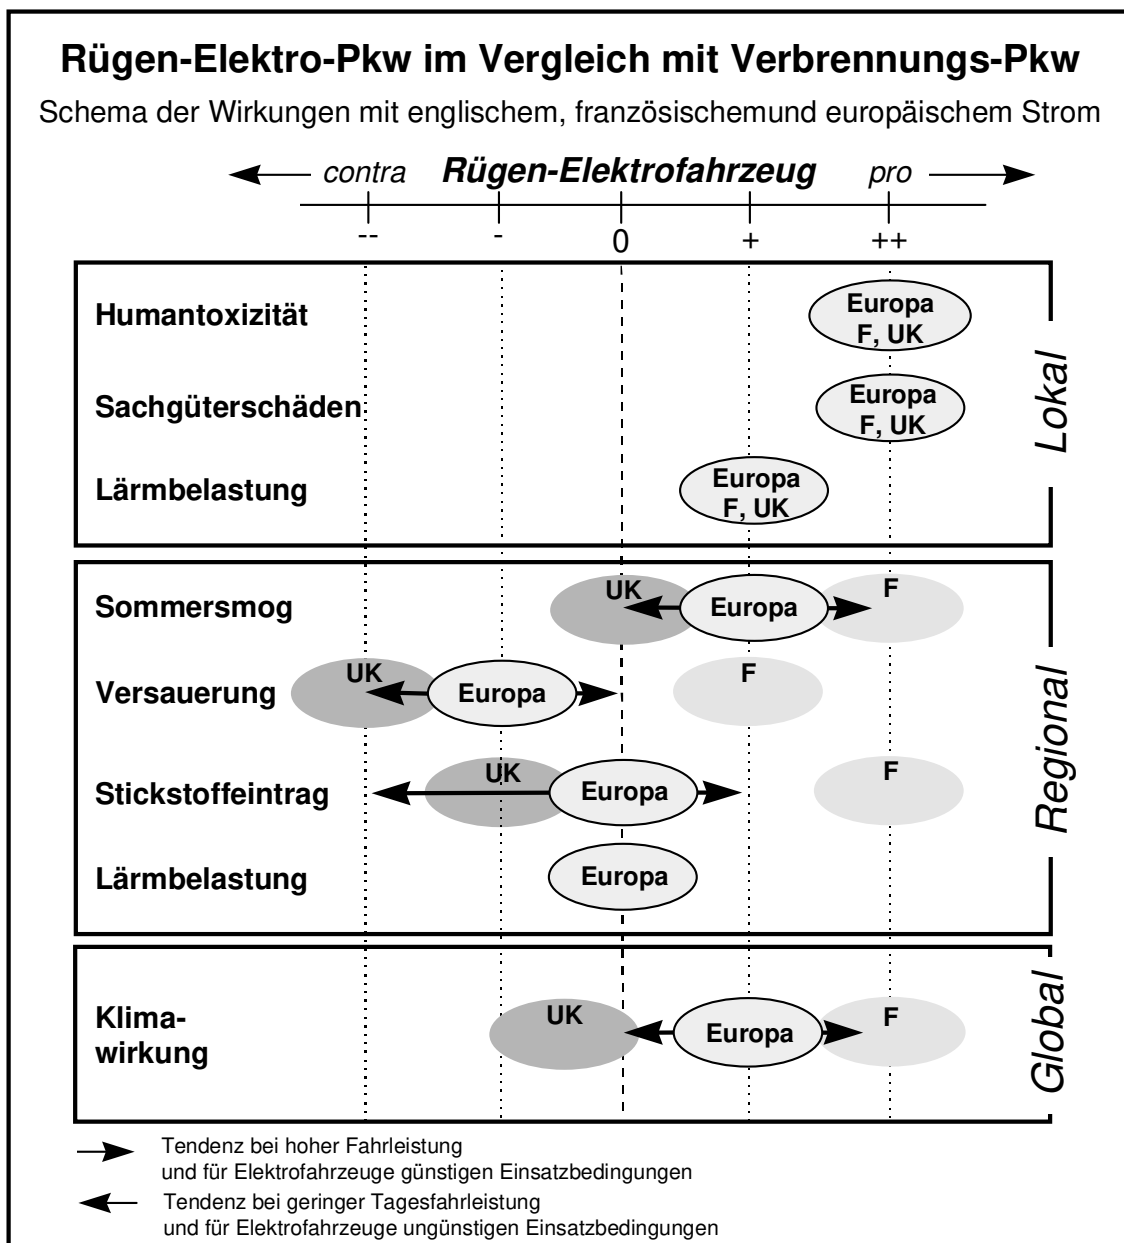 Rügen-Elektro-Pkw im Vergleich mit Verbrennungs-Pkw
Schema der Wirkungen mit englischem, französischemund europäischem Strom
contra Rügen-Elektrofahrzeug pro
-- - 0 + ++
Humantoxizität
Europa
F, UK
Sachgüterschäden
Europa
F, UK
Lärmbelastung
Europa
F, UK
Lokal
Sommersmog UK Europa F
Versauerung UK Europa F
Stickstoffeintrag UK Europa F
Lärmbelastung Europa
Regional
Klima-
wirkung
UK Europa F
Global
Tendenz bei hoher Fahrleistung
und für Elektrofahrzeuge günstigen Einsatzbedingungen
Tendenz bei geringer Tagesfahrleistung
und für Elektrofahrzeuge ungünstigen Einsatzbedingungen